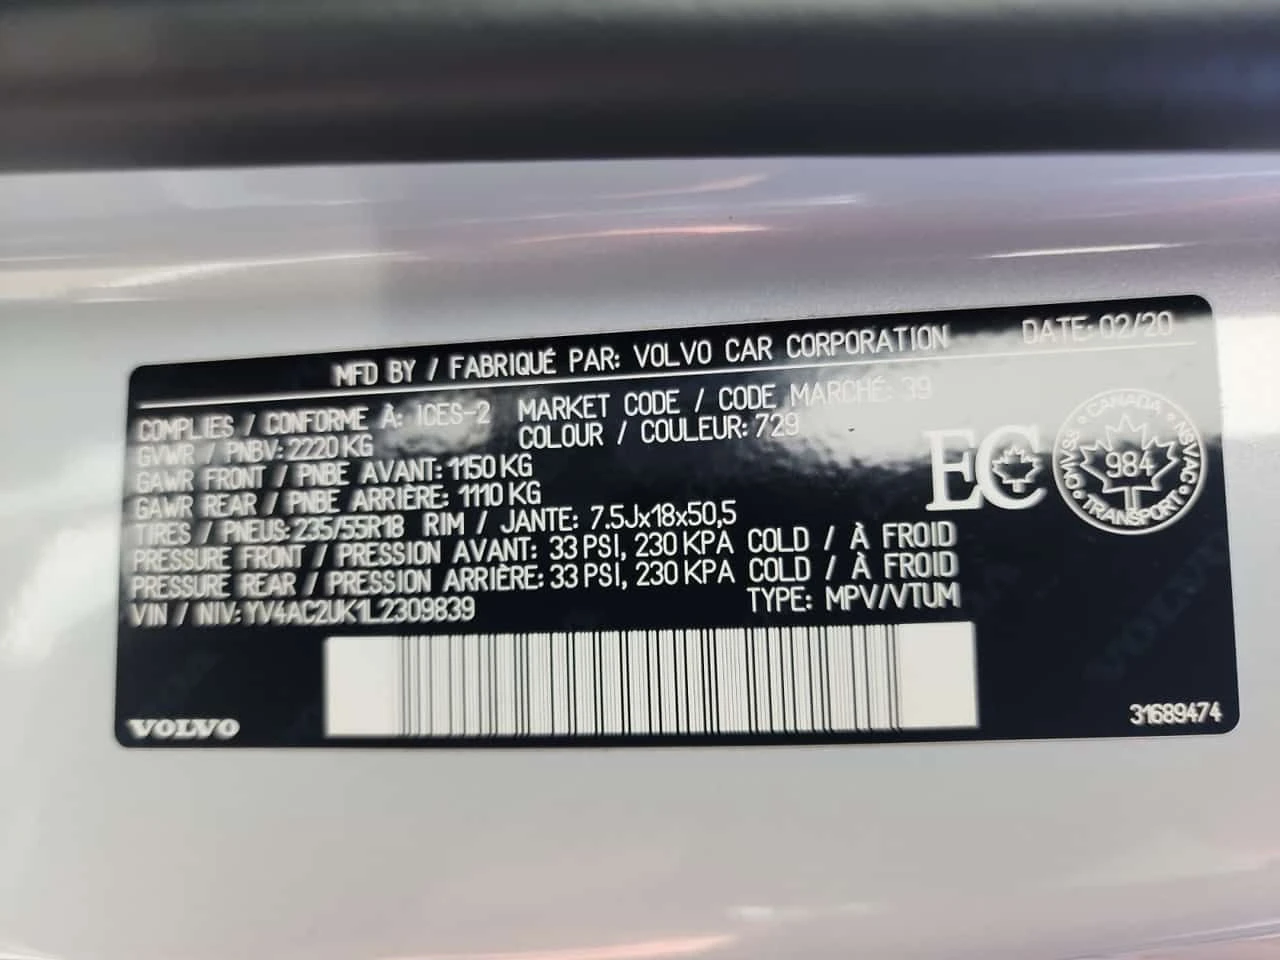 MFD BY / FABRIQUÉ PAR: VOLVO CAR CORPORATION DATE: 02/20
COMPLIES / CONFORME À: ICES-2 MARKET CODE / CODE MARCHÉ: 39
GVWR / PNBV: 2220 KG COLOUR / COULEUR: 729
GAWR FRONT / PNBE AVANT: 1150 KG
GAWR REAR / PNBE ARRIÈRE: 1110 KG
TIRES / PNEUS: 235/55R18 RIM / JANTE: 7.5Jx18x50,5
PRESSURE FRONT / PRESSION AVANT: 33 PSI, 230 KPA COLD / À FROID
PRESSURE REAR / PRESSION ARRIÈRE: 33 PSI, 230 KPA COLD / À FROID
VIN / NIV: YV4AC2UK1L2309839 TYPE: MPV/VTUM
EC
CANADA
CMVSS 984 NSVAC
TRANSPORT
VOLVO
31689474